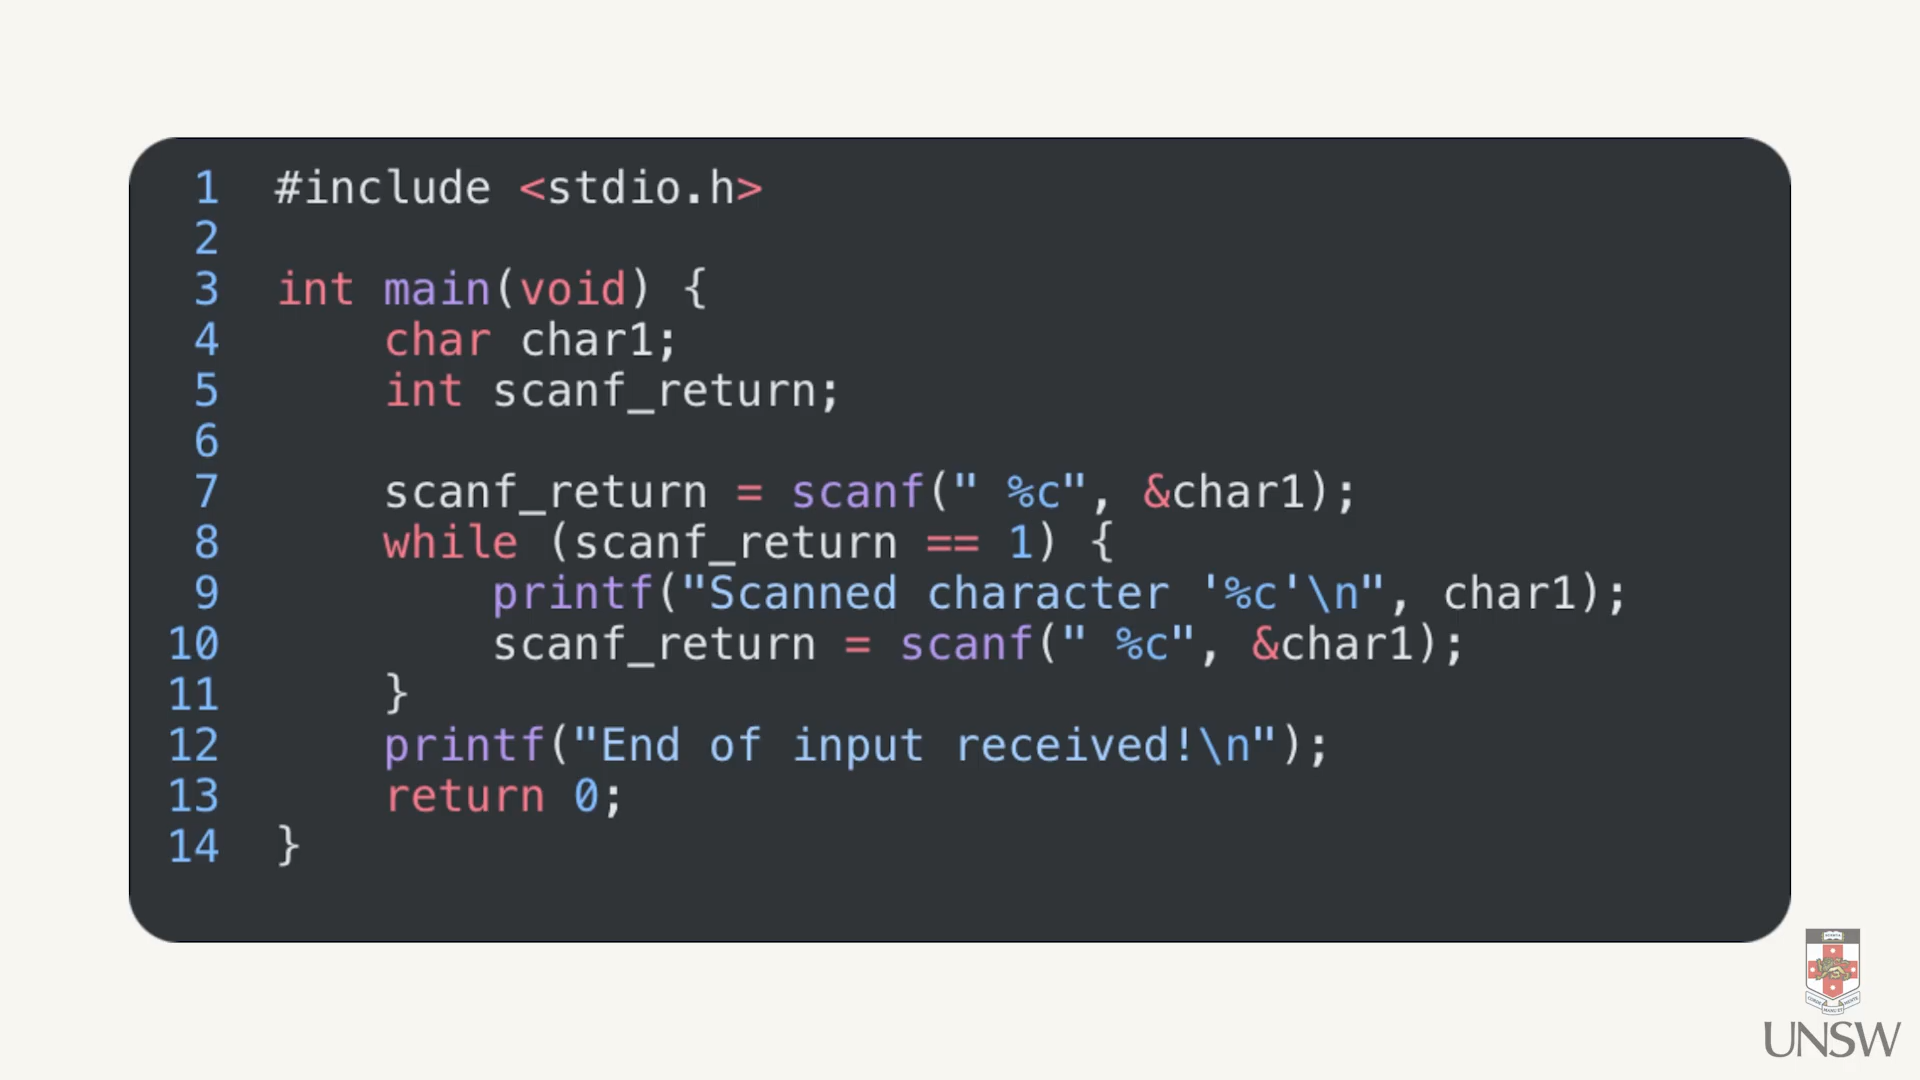 1 #include <stdio.h>
2
3 int main(void) {
4     char char1;
5     int scanf_return;
6
7     scanf_return = scanf(" %c", &char1);
8     while (scanf_return == 1) {
9         printf("Scanned character '%c'\n", char1);
10         scanf_return = scanf(" %c", &char1);
11     }
12     printf("End of input received!\n");
13     return 0;
14 }
UNSW